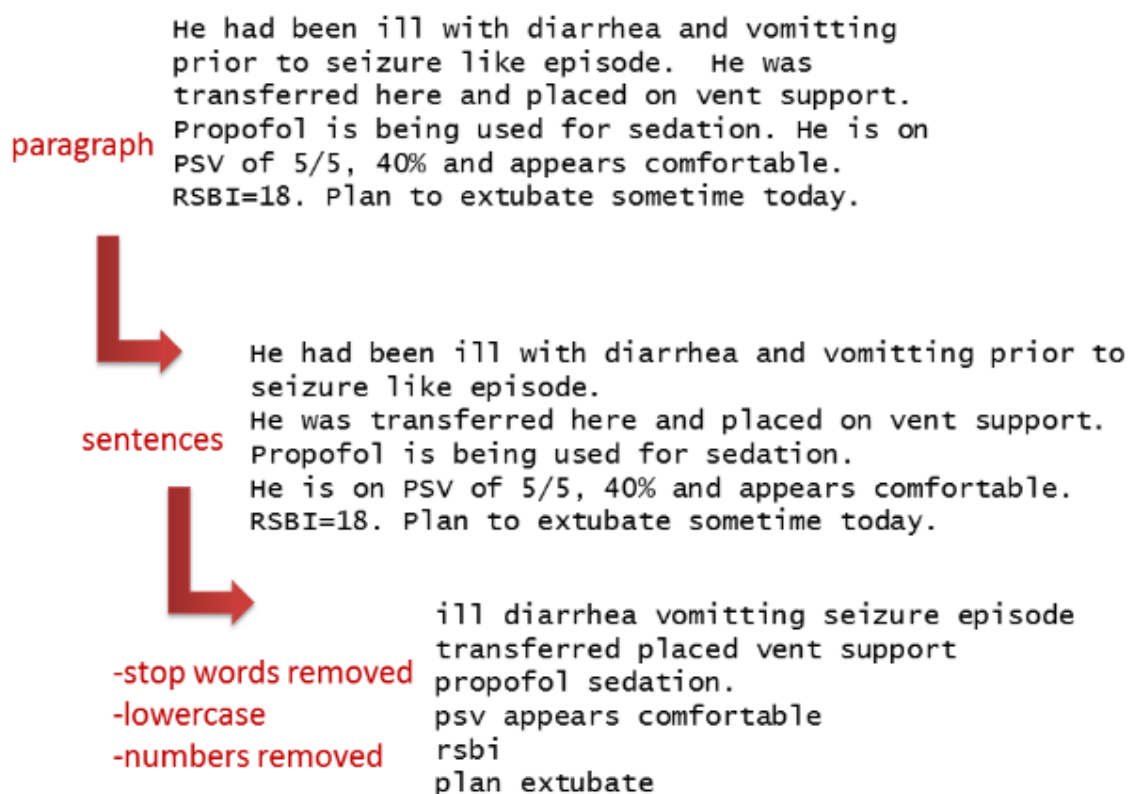 He had been ill with diarrhea and vomitting
prior to seizure like episode.  He was
transferred here and placed on vent support.
paragraph
Propofol is being used for sedation. He is on
PSV of 5/5, 40% and appears comfortable.
RSBI=18. Plan to extubate sometime today.
He had been ill with diarrhea and vomitting prior to
seizure like episode.
He was transferred here and placed on vent support.
sentences
Propofol is being used for sedation.
He is on PSV of 5/5, 40% and appears comfortable.
RSBI=18. Plan to extubate sometime today.
-stop words removed
-lowercase
-numbers removed
ill diarrhea vomitting seizure episode
transferred placed vent support
propofol sedation.
psv appears comfortable
rsbi
plan extubate